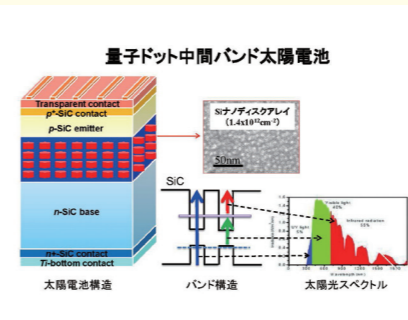 量子ドット中間バンド太陽電池
Transparent contact
p⁺-SiC contact
p-SiC emitter
n-SiC base
n+-SiC contact
Ti-bottom contact
太陽電池構造
Siナノディスクアレイ
(1.4x10¹²cm⁻²)
50nm
SiC
バンド構造
Visible light
Infrared radiation
UV light
5%
太陽光スペクトル